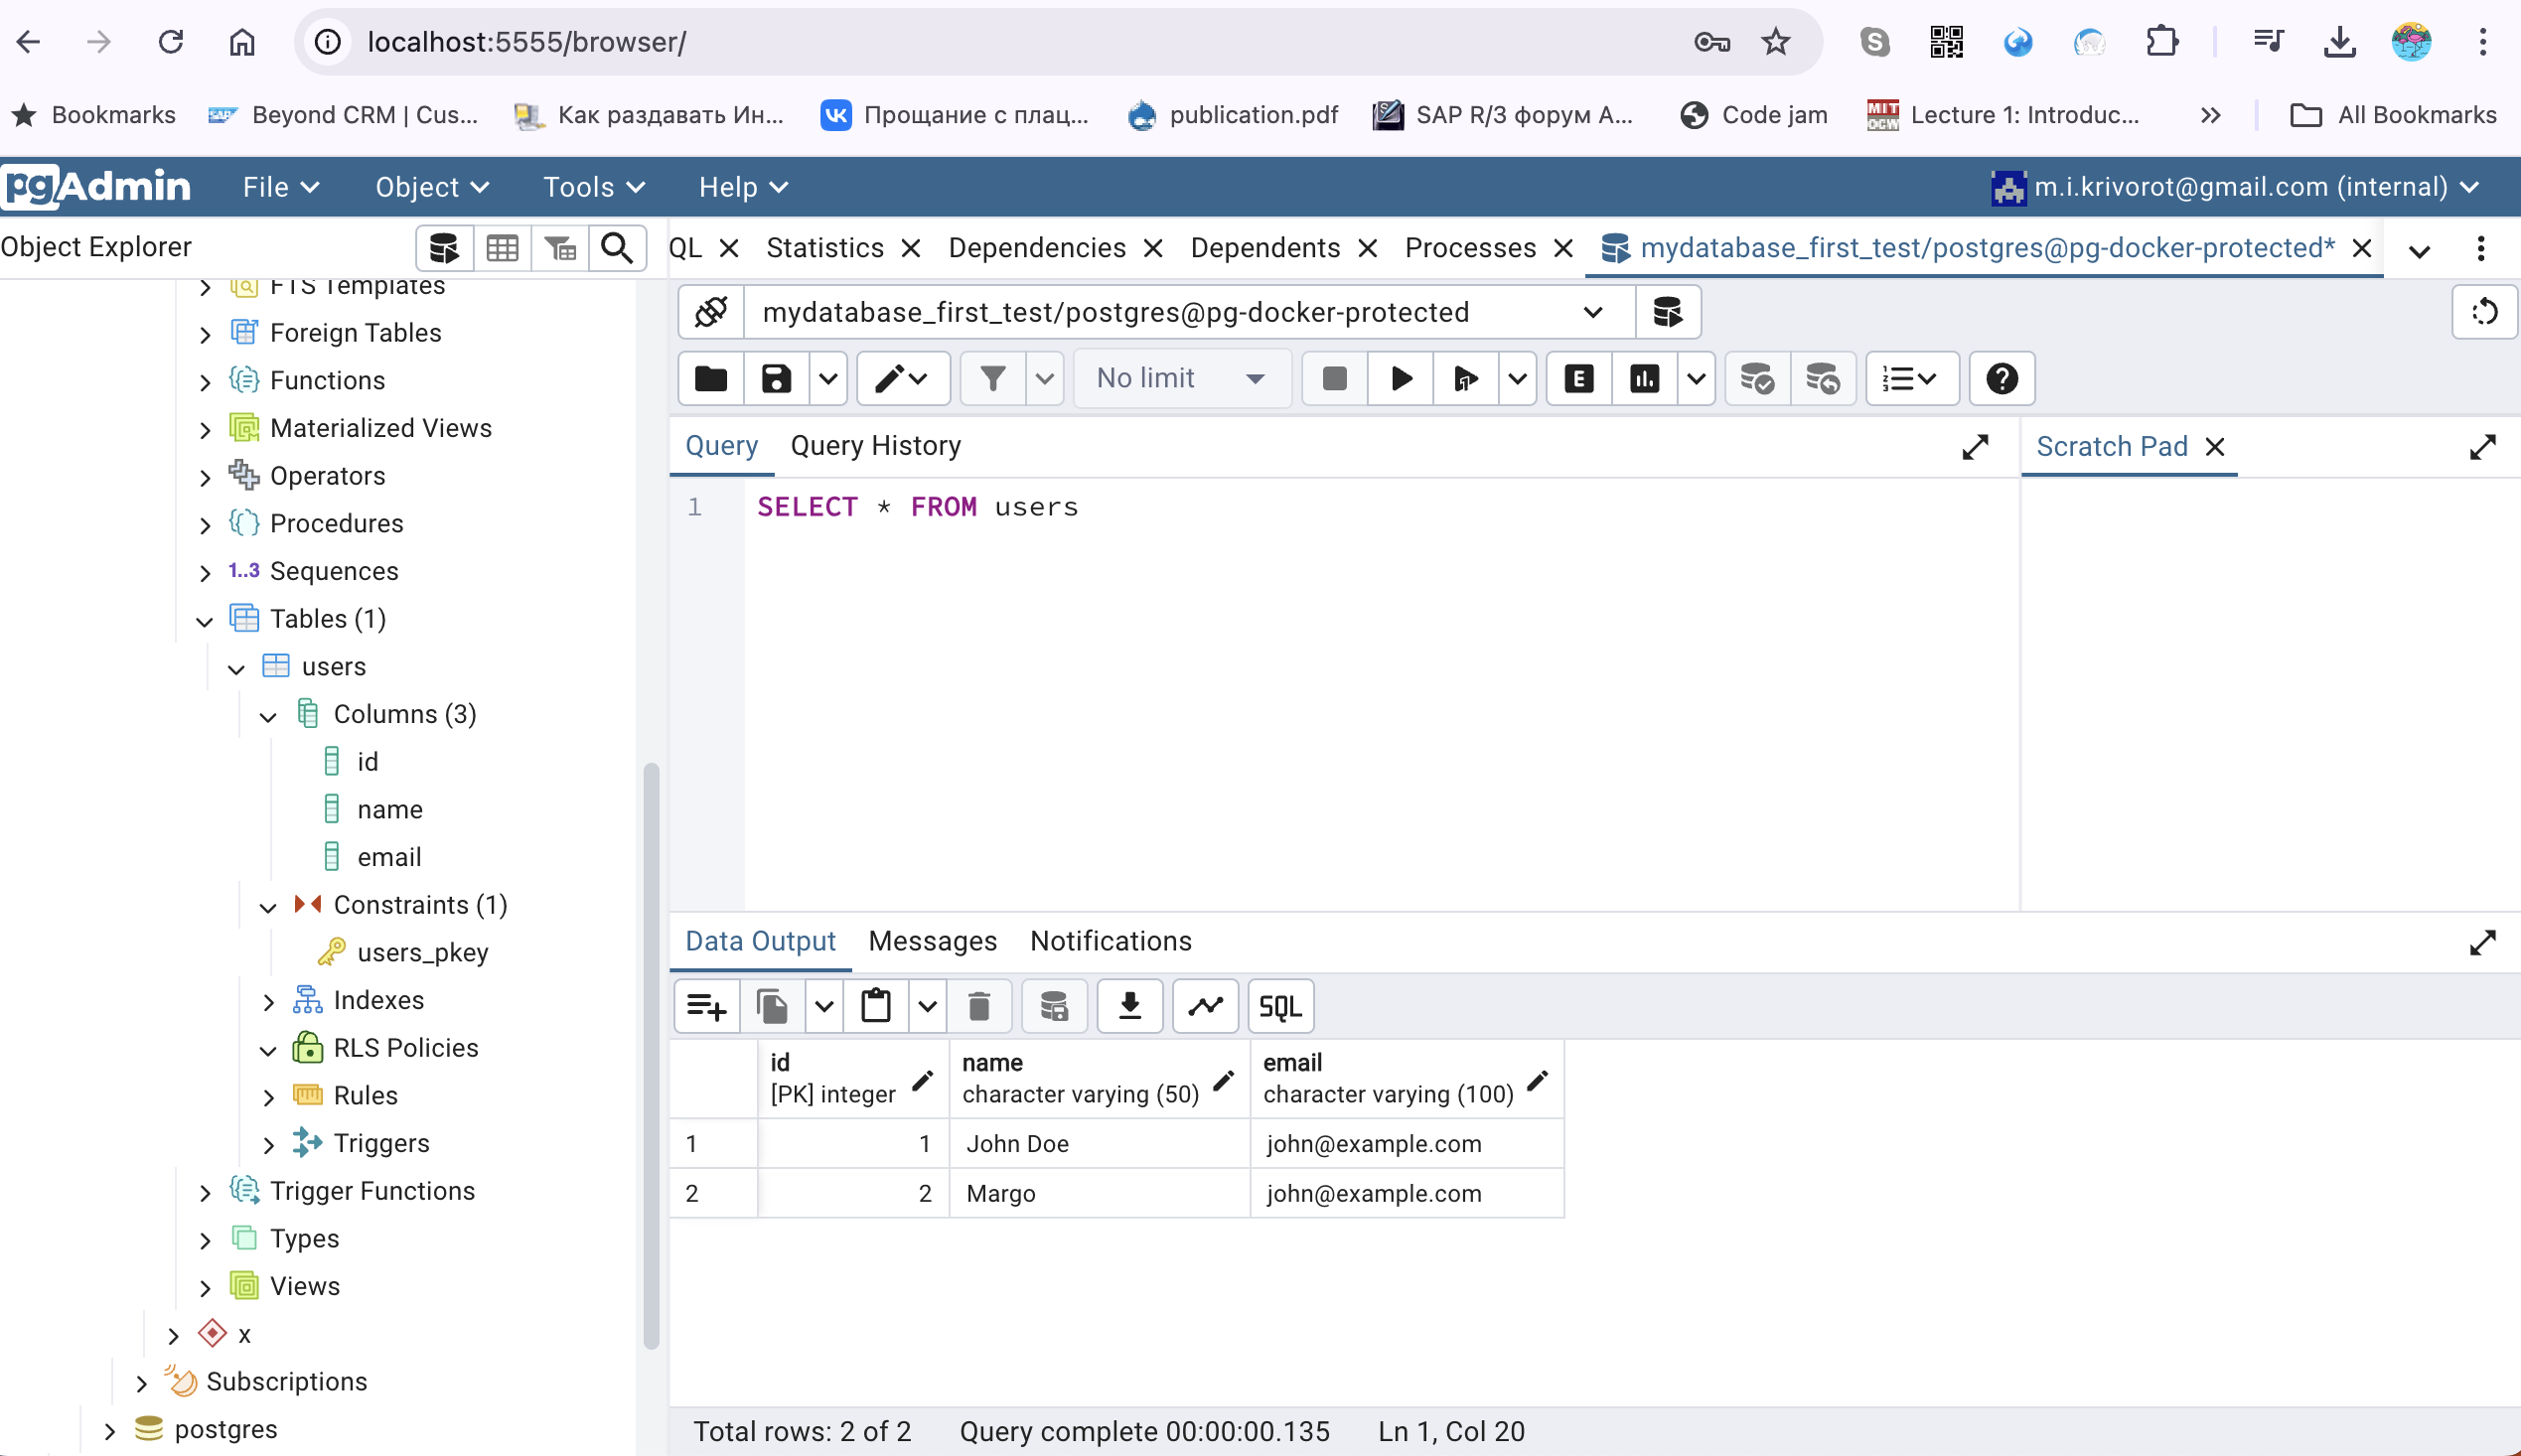 localhost:5555/browser/
Bookmarks
Beyond CRM | Cus...
Как раздавать Ин...
Прощание с плац...
publication.pdf
SAP R/3 форум A...
Code jam
Lecture 1: Introduc...
All Bookmarks
pgAdmin
File
Object
Tools
Help
m.i.krivorot@gmail.com (internal)
Object Explorer
QL
Statistics
Dependencies
Dependents
Processes
mydatabase_first_test/postgres@pg-docker-protected*
FTS Templates
Foreign Tables
Functions
Materialized Views
Operators
Procedures
1..3 Sequences
Tables (1)
users
Columns (3)
id
name
email
Constraints (1)
users_pkey
Indexes
RLS Policies
Rules
Triggers
Trigger Functions
Types
Views
x
Subscriptions
postgres
mydatabase_first_test/postgres@pg-docker-protected
No limit
E
Query
Query History
Scratch Pad
1 SELECT * FROM users
Data Output
Messages
Notifications
SQL
id
[PK] integer
name
character varying (50)
email
character varying (100)
1 1 John Doe john@example.com
2 2 Margo john@example.com
Total rows: 2 of 2
Query complete 00:00:00.135
Ln 1, Col 20